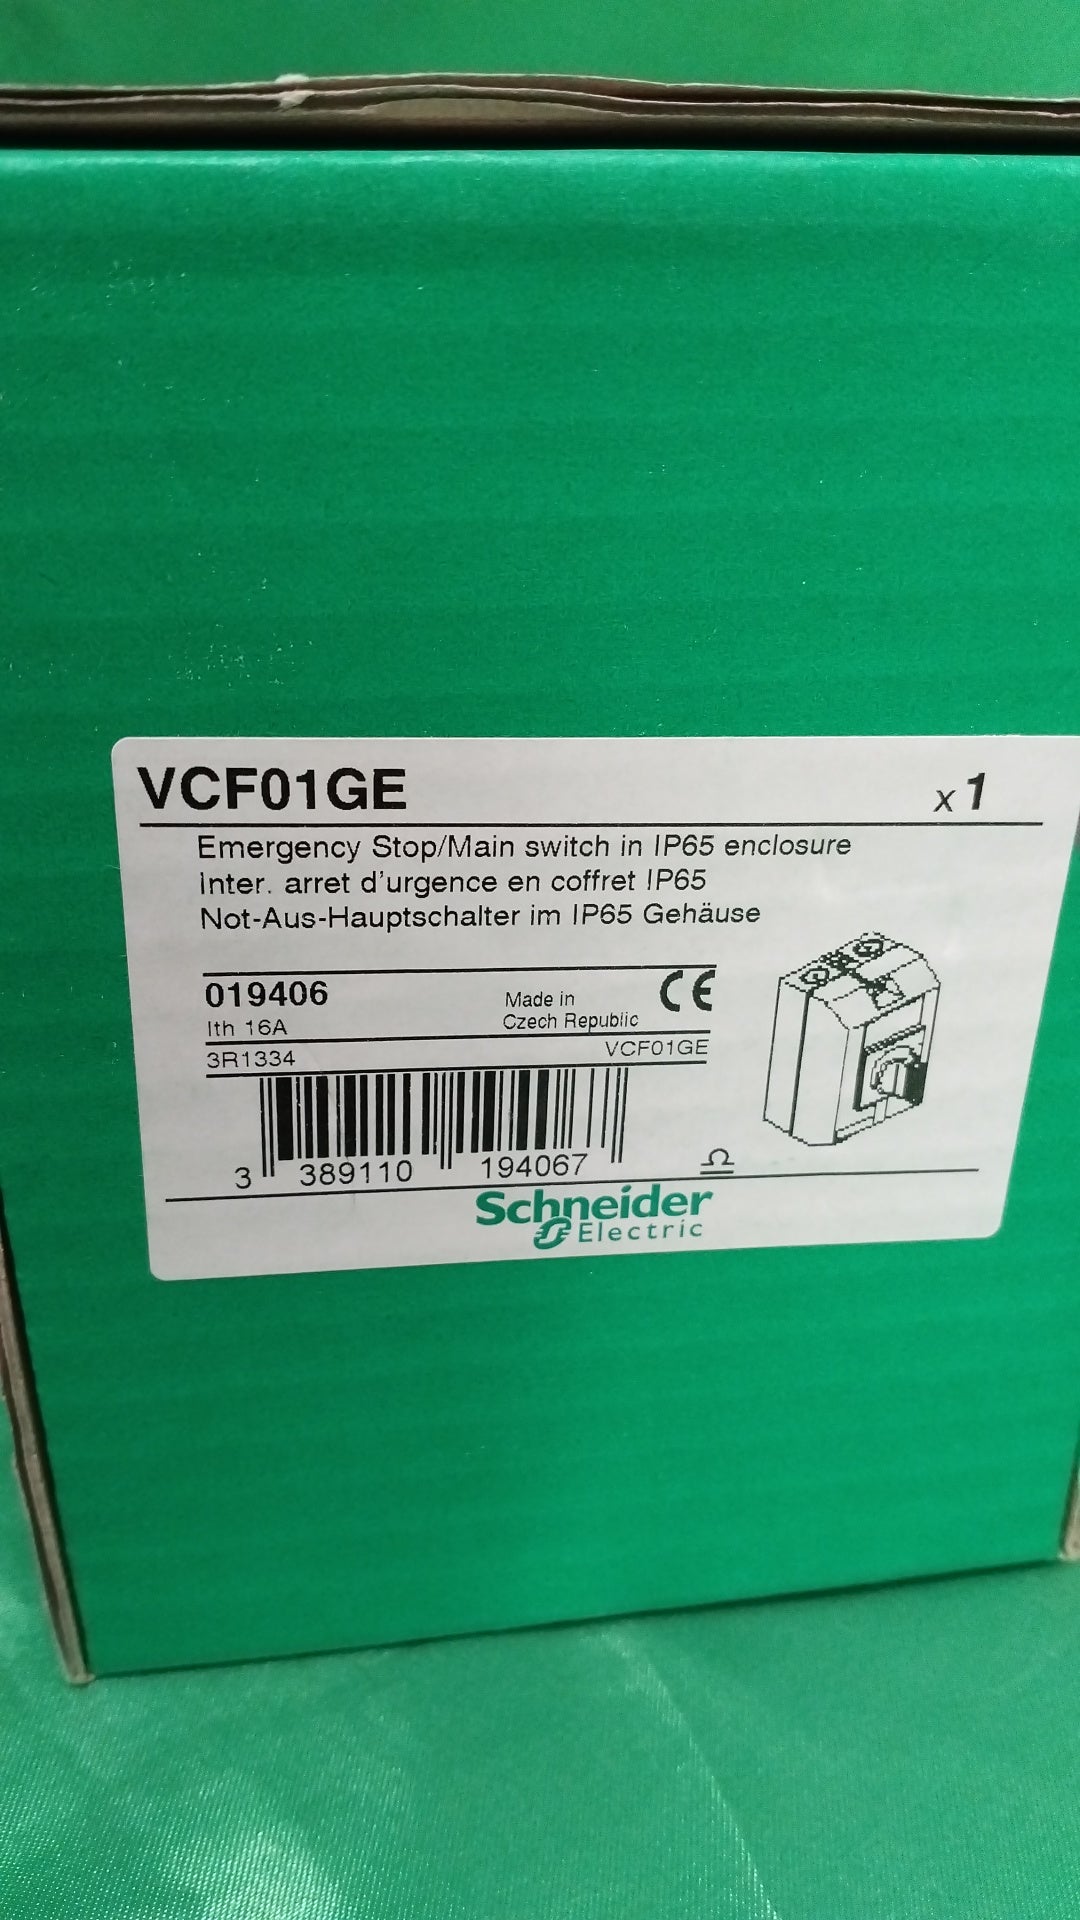 VCF01GE x 1
Emergency Stop/Main switch in IP65 enclosure
Inter. arret d'urgence en coffret IP65
Not-Aus-Hauptschalter im IP65 Gehäuse
019406 Made in CE
Ith 16A Czech Republic
3R1334 VCF01GE
3 389110 194067
Schneider
Electric